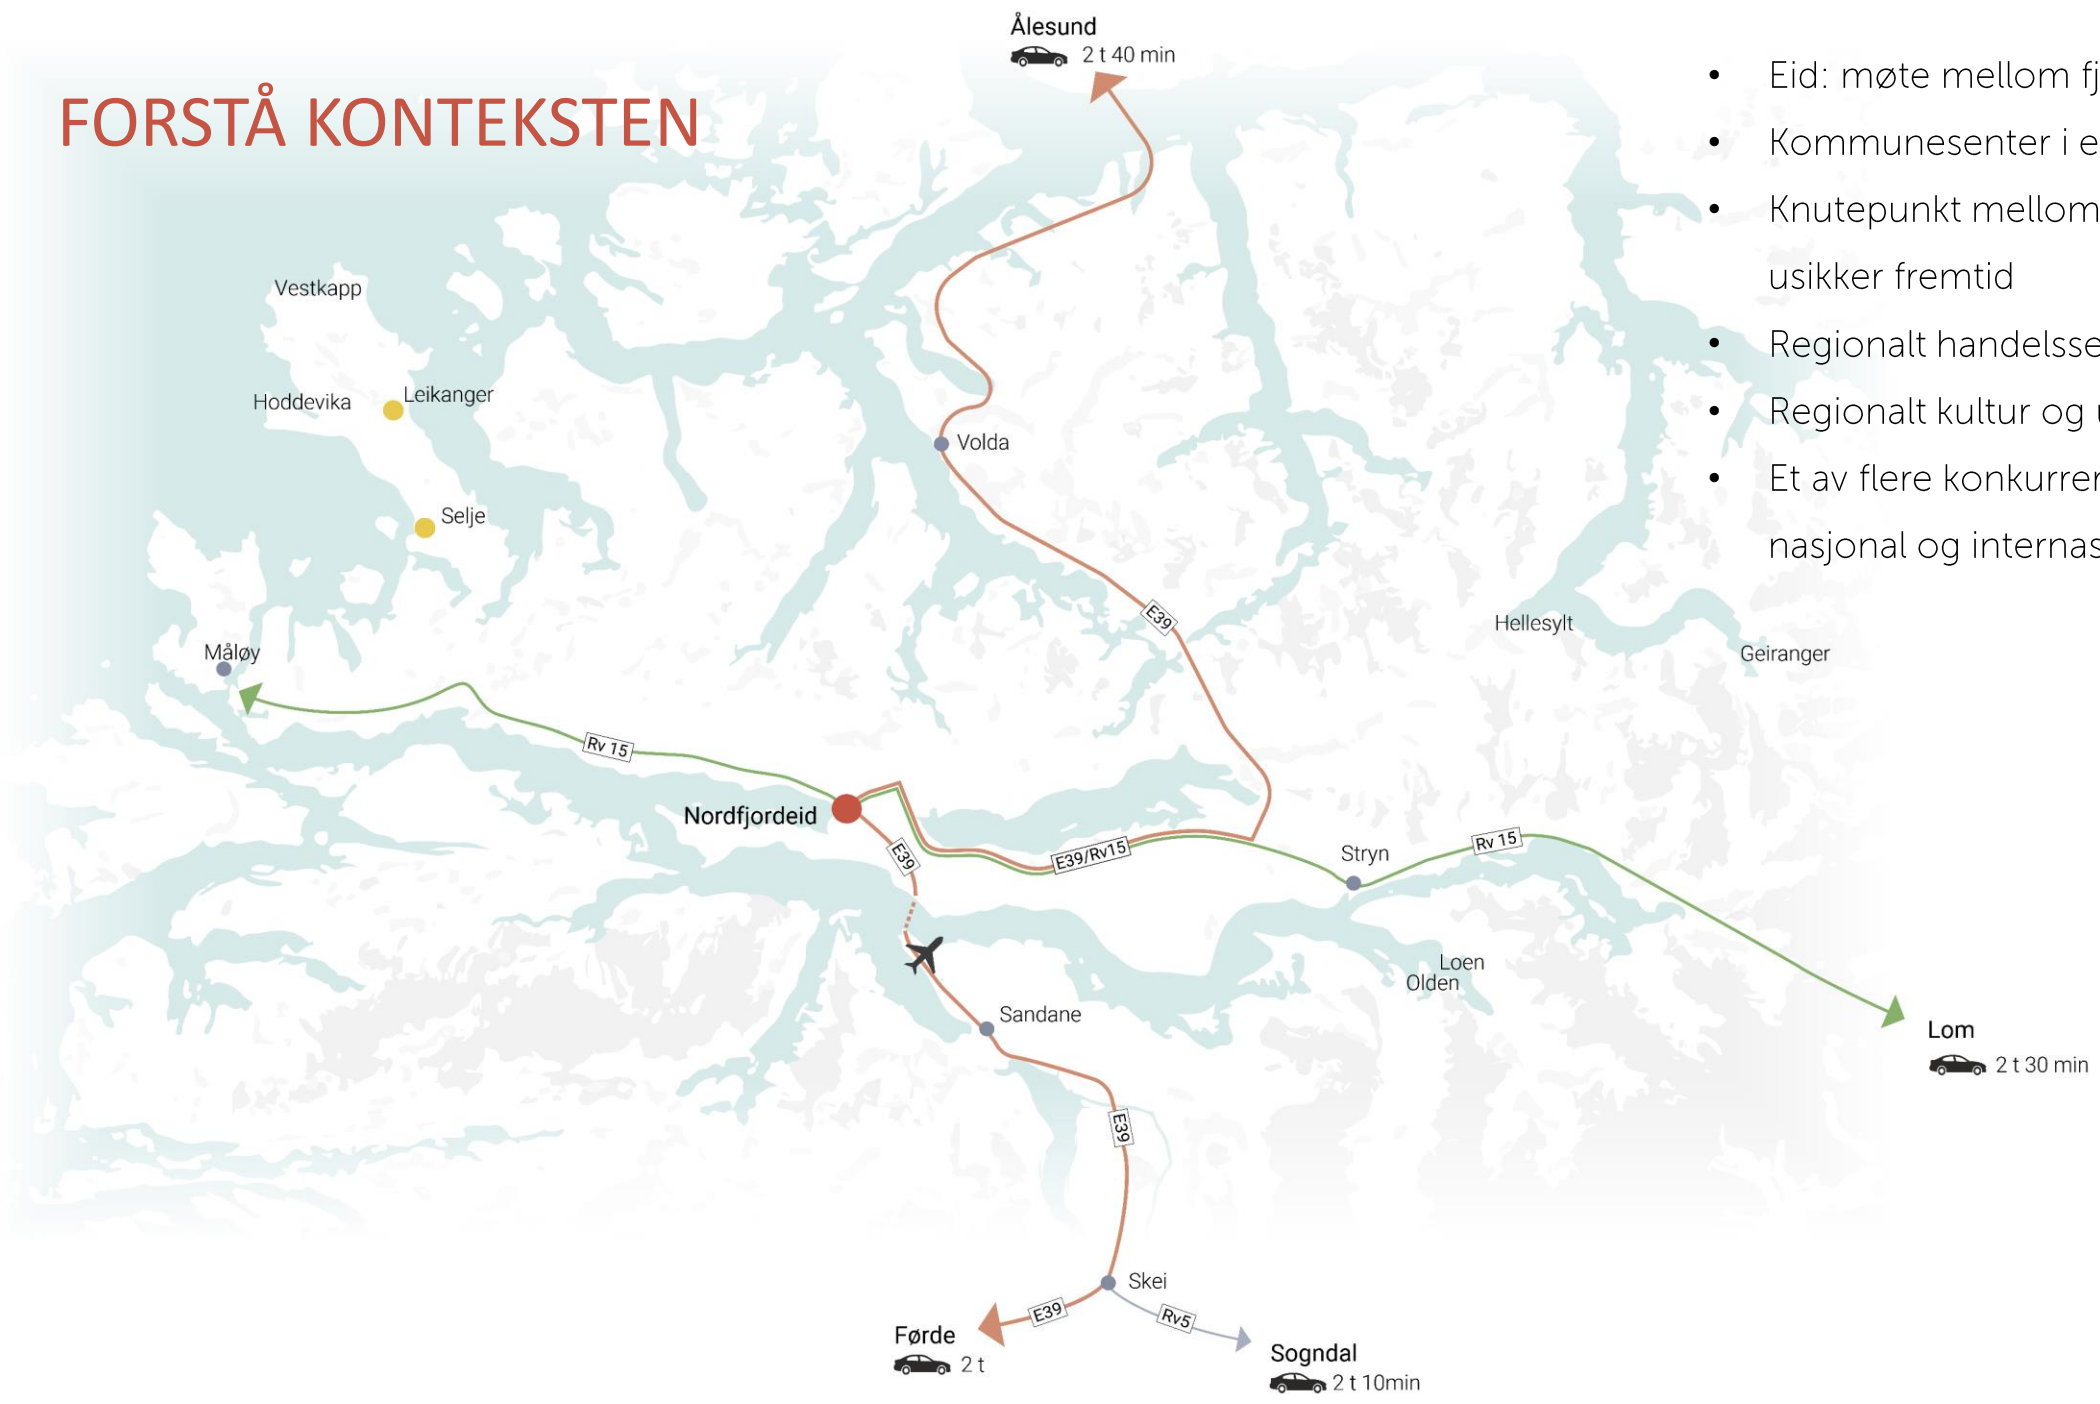 FORSTÅ KONTEKSTEN
Ålesund
2 t 40 min
• Eid: møte mellom
• Kommunesenter i
• Knutepunkt mellom
usikker fremtid
• Regionalt
• Regionalt kultur og
• Et av flere
nasjonal og
Vestkapp
Hoddevika
Leikanger
Selje
Volda
E39
Hellesylt
Geiranger
Måløy
Rv 15
Nordfjordeid
E39
E39/Rv15
Stryn
Rv 15
Loen
Olden
Sandane
Lom
2 t 30 min
E39
Skei
E39
Rv5
Førde
2 t
Sogndal
2 t 10min